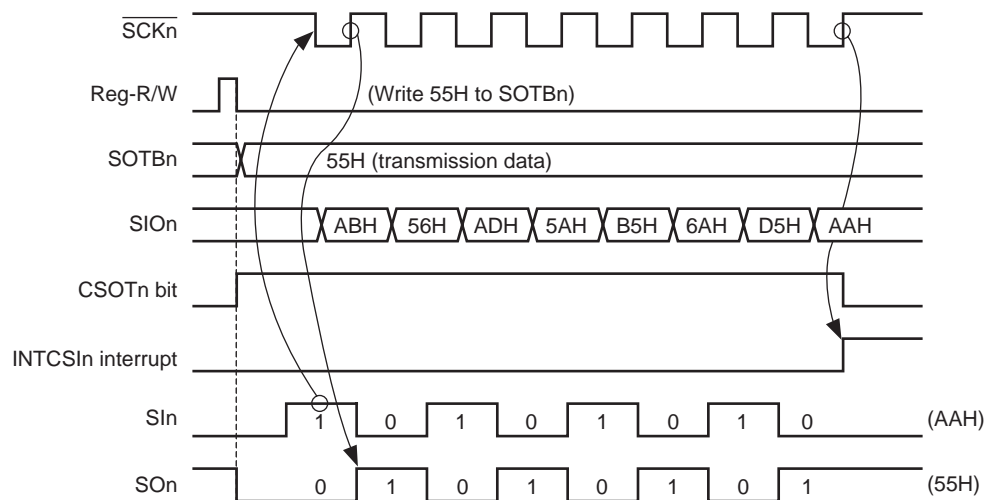 SCKn
Reg-R/W
(Write 55H to SOTBn)
SOTBn
55H (transmission data)
SIOn
ABH 56H ADH 5AH B5H 6AH D5H AAH
CSOTn bit
INTCSIn interrupt
SIn
1 0 1 0 1 0 1 0 (AAH)
SOn
0 1 0 1 0 1 0 1 (55H)